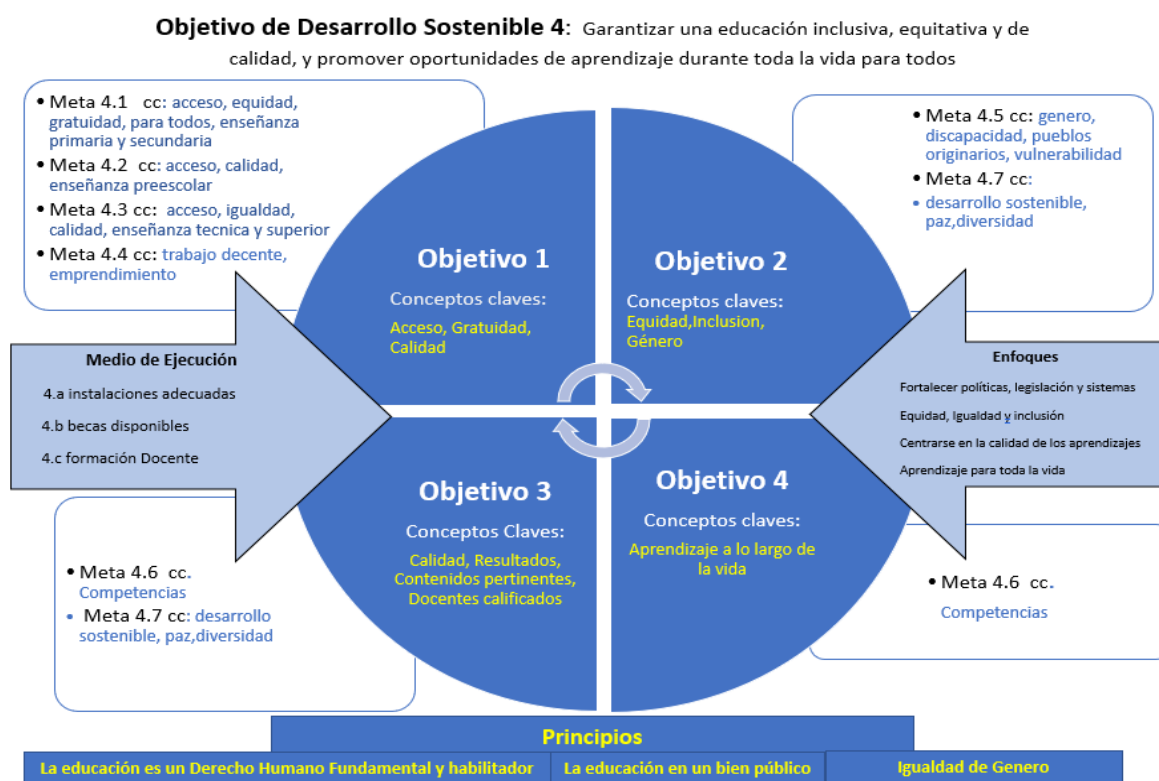 Objetivo de Desarrollo Sostenible 4: Garantizar una educación inclusiva, equitativa y de
calidad, y promover oportunidades de aprendizaje durante toda la vida para todos
• Meta 4.1 cc: acceso, equidad,
gratuidad, para todos, enseñanza
primaria y secundaria
• Meta 4.2 cc: acceso, calidad,
enseñanza preescolar
• Meta 4.3 cc: acceso, igualdad,
calidad, enseñanza tecnica y superior
• Meta 4.4 cc: trabajo decente,
emprendimiento
• Meta 4.5 cc: genero,
discapacidad, pueblos
originarios, vulnerabilidad
• Meta 4.7 cc:
• desarrollo sostenible,
paz,diversidad
Objetivo 1
Conceptos claves:
Acceso, Gratuidad,
Calidad
Objetivo 2
Conceptos claves:
Equidad,Inclusion,
Género
Medio de Ejecución
4.a instalaciones adecuadas
4.b becas disponibles
4.c formación Docente
Enfoques
Fortalecer políticas, legislación y sistemas
Equidad, Igualdad y inclusión
Centrarse en la calidad de los aprendizajes
Aprendizaje para toda la vida
Objetivo 3
Conceptos Claves:
Calidad, Resultados,
Contenidos pertinentes,
Docentes calificados
Objetivo 4
Conceptos claves:
Aprendizaje a lo largo de
la vida
• Meta 4.6 cc.
Competencias
• Meta 4.7 cc: desarrollo
sostenible, paz,diversidad
• Meta 4.6 cc.
Competencias
Principios
La educación es un Derecho Humano Fundamental y habilitador
La educación en un bien público
Igualdad de Genero